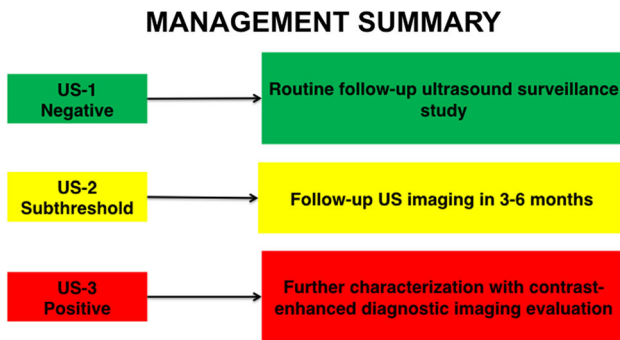 MANAGEMENT SUMMARY
US-1
Negative
Routine follow-up ultrasound surveillance
study
US-2
Subthreshold
Follow-up US imaging in 3-6 months
US-3
Positive
Further characterization with contrast-
enhanced diagnostic imaging evaluation